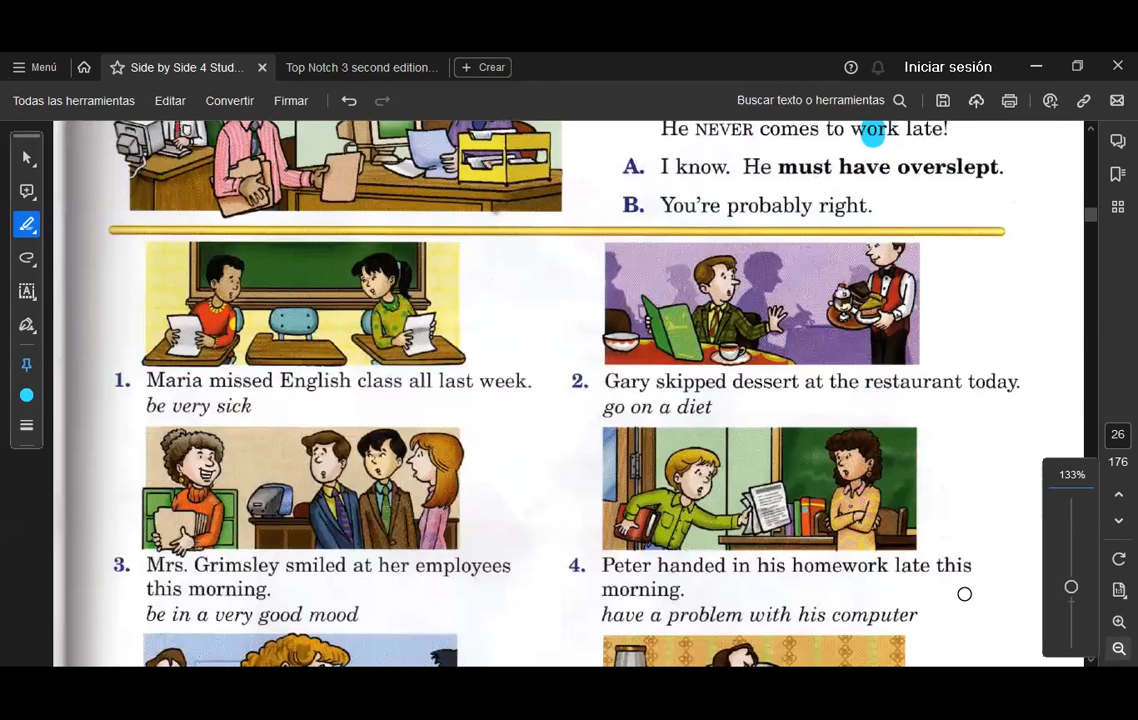 Menú
Side by Side 4 Stud...
Top Notch 3 second edition...
Crear
Iniciar sesión
Todas las herramientas
Editar
Convertir
Firmar
Buscar texto o herramientas
He NEVER comes to work late!
A. I know. He must have overslept.
B. You're probably right.
1. Maria missed English class all last week.
be very sick
2. Gary skipped dessert at the restaurant today.
go on a diet
3. Mrs. Grimsley smiled at her employees
this morning.
be in a very good mood
4. Peter handed in his homework late this
morning.
have a problem with his computer
26
176
133%